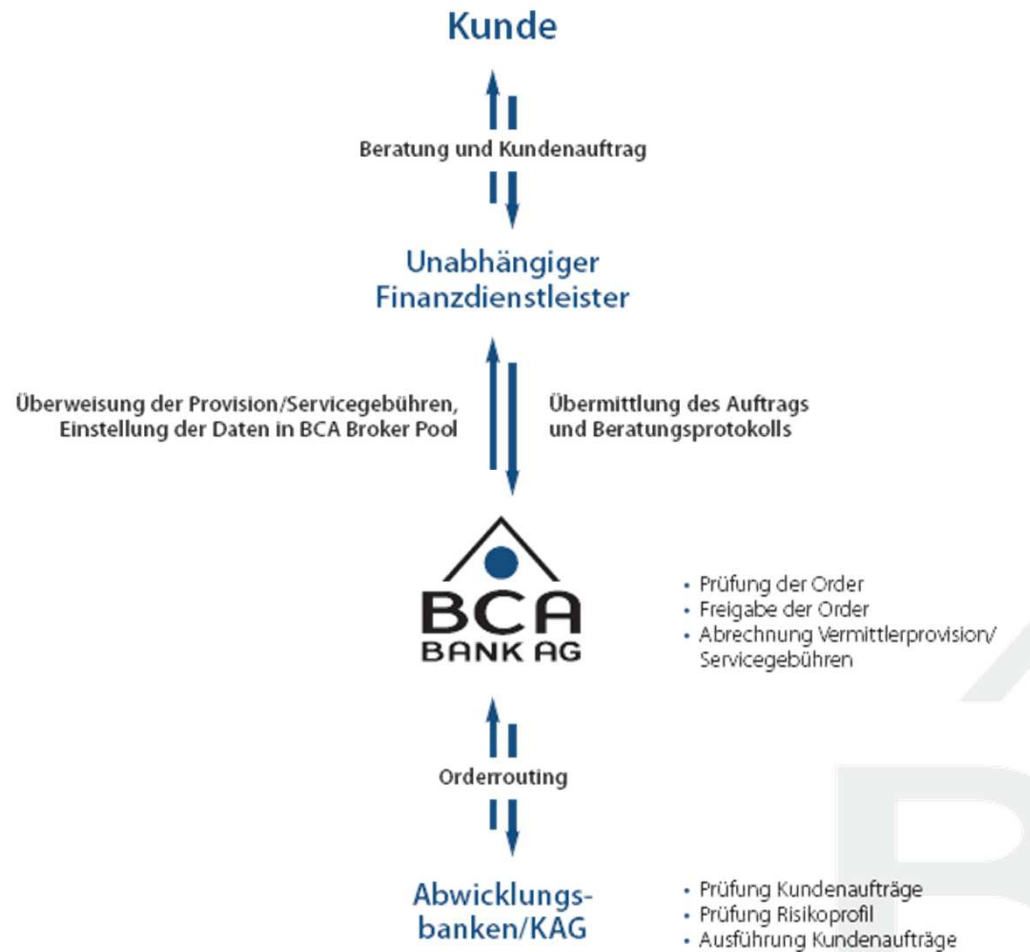 Kunde
Beratung und Kundenauftrag
Unabhängiger
Finanzdienstleister
Überweisung der Provision/Servicegebühren,
Einstellung der Daten in BCA Broker Pool
Übermittlung des Auftrags
und Beratungsprotokolls
BCA
BANK AG
• Prüfung der Order
• Freigabe der Order
• Abrechnung Vermittlerprovision/
Servicegebühren
Orderrouting
Abwicklungs-
banken/KAG
• Prüfung Kundenaufträge
• Prüfung Risikoprofil
• Ausführung Kundenaufträge
B